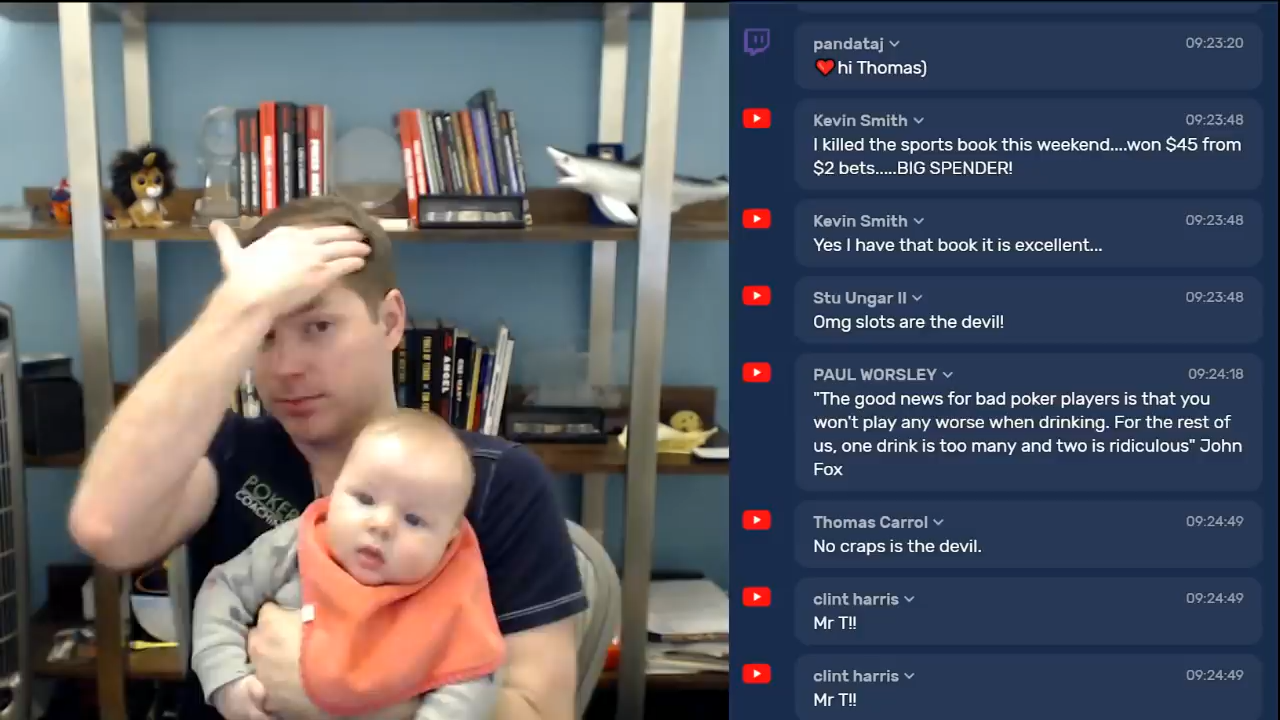 POKER
COACHING
ANGEL
pandataj
09:23:20
❤️ hi Thomas)
Kevin Smith
09:23:48
I killed the sports book this weekend....won $45 from
$2 bets.....BIG SPENDER!
Kevin Smith
09:23:48
Yes I have that book it is excellent...
Stu Ungar II
09:23:48
Omg slots are the devil!
PAUL WORSLEY
09:24:18
"The good news for bad poker players is that you
won't play any worse when drinking. For the rest of
us, one drink is too many and two is ridiculous" John
Fox
Thomas Carrol
09:24:49
No craps is the devil.
clint harris
09:24:49
Mr T!!
clint harris
09:24:49
Mr T!!